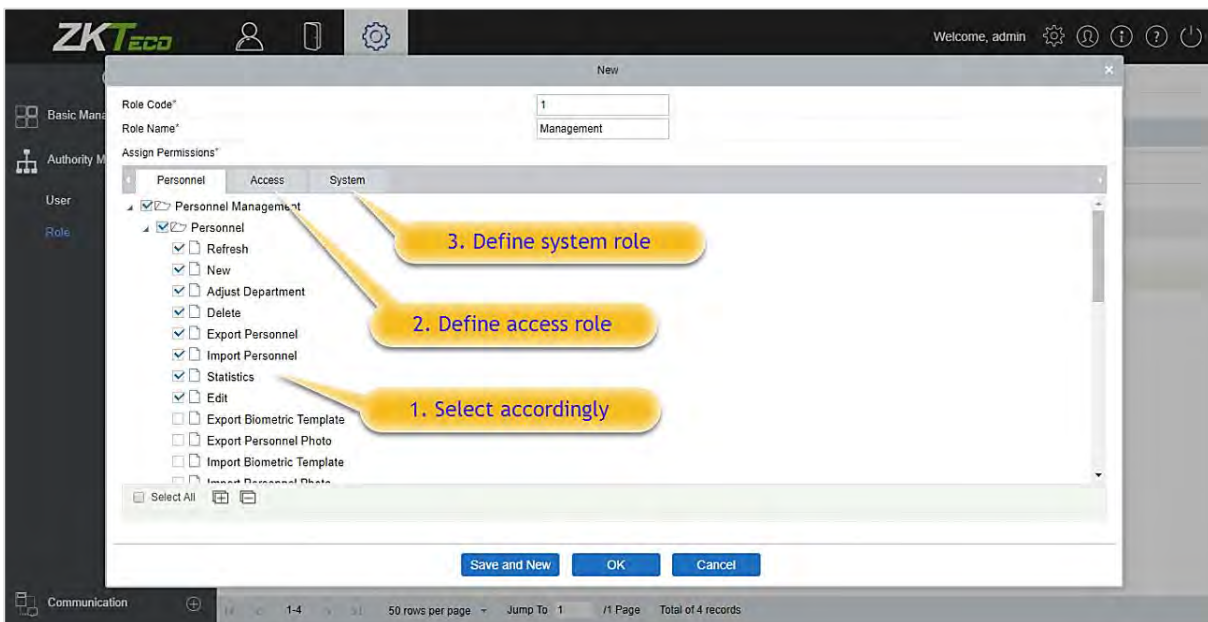 ZKTECO
Welcome, admin
New
Role Code*
1
Role Name*
Management
Assign Permissions*
Personnel Access System
Basic Mana
Authority M
User
Role
Personnel Management
Personnel
Refresh
New
Adjust Department
Delete
Export Personnel
Import Personnel
Statistics
Edit
Export Biometric Template
Export Personnel Photo
Import Biometric Template
Import Personnel Photo
3. Define system role
2. Define access role
1. Select accordingly
Select All
Save and New OK Cancel
Communication
1-4 50 rows per page Jump To 1 /1 Page Total of 4 records